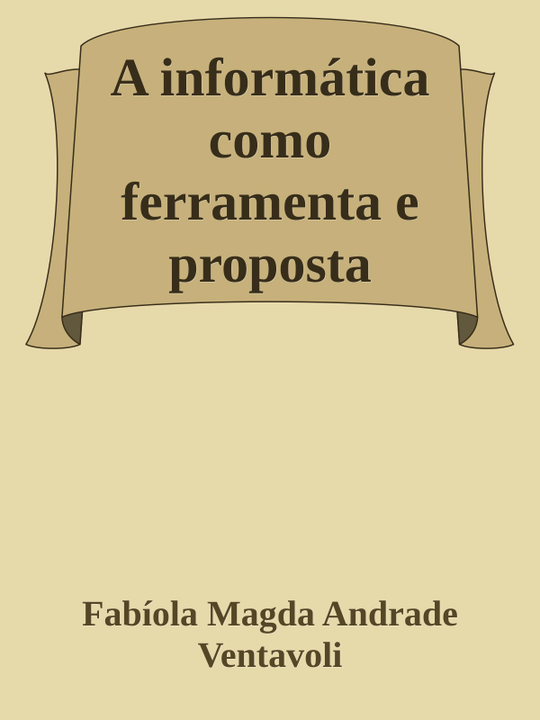 A informática
como
ferramenta e
proposta
Fabíola Magda Andrade
Ventavoli